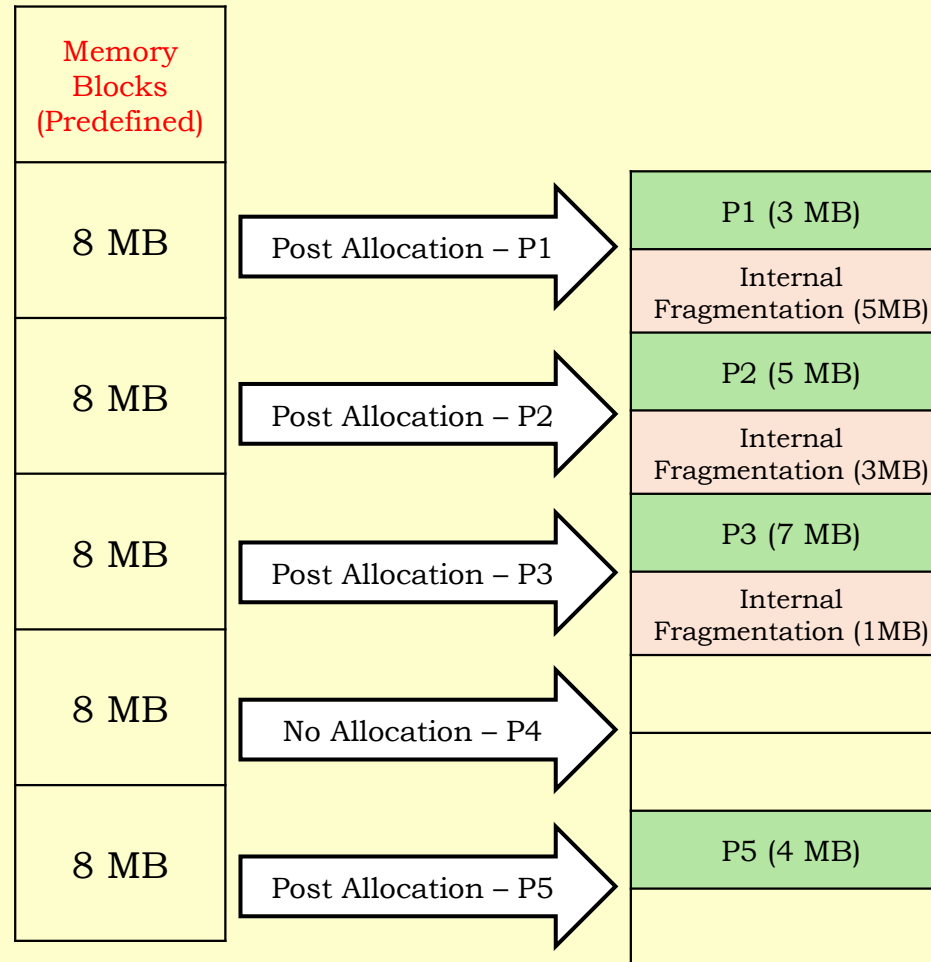 Memory
Blocks
(Predefined)
8 MB
Post Allocation – P1
P1 (3 MB)
Internal
Fragmentation (5MB)
8 MB
Post Allocation – P2
P2 (5 MB)
Internal
Fragmentation (3MB)
8 MB
Post Allocation – P3
P3 (7 MB)
Internal
Fragmentation (1MB)
8 MB
No Allocation – P4
8 MB
Post Allocation – P5
P5 (4 MB)